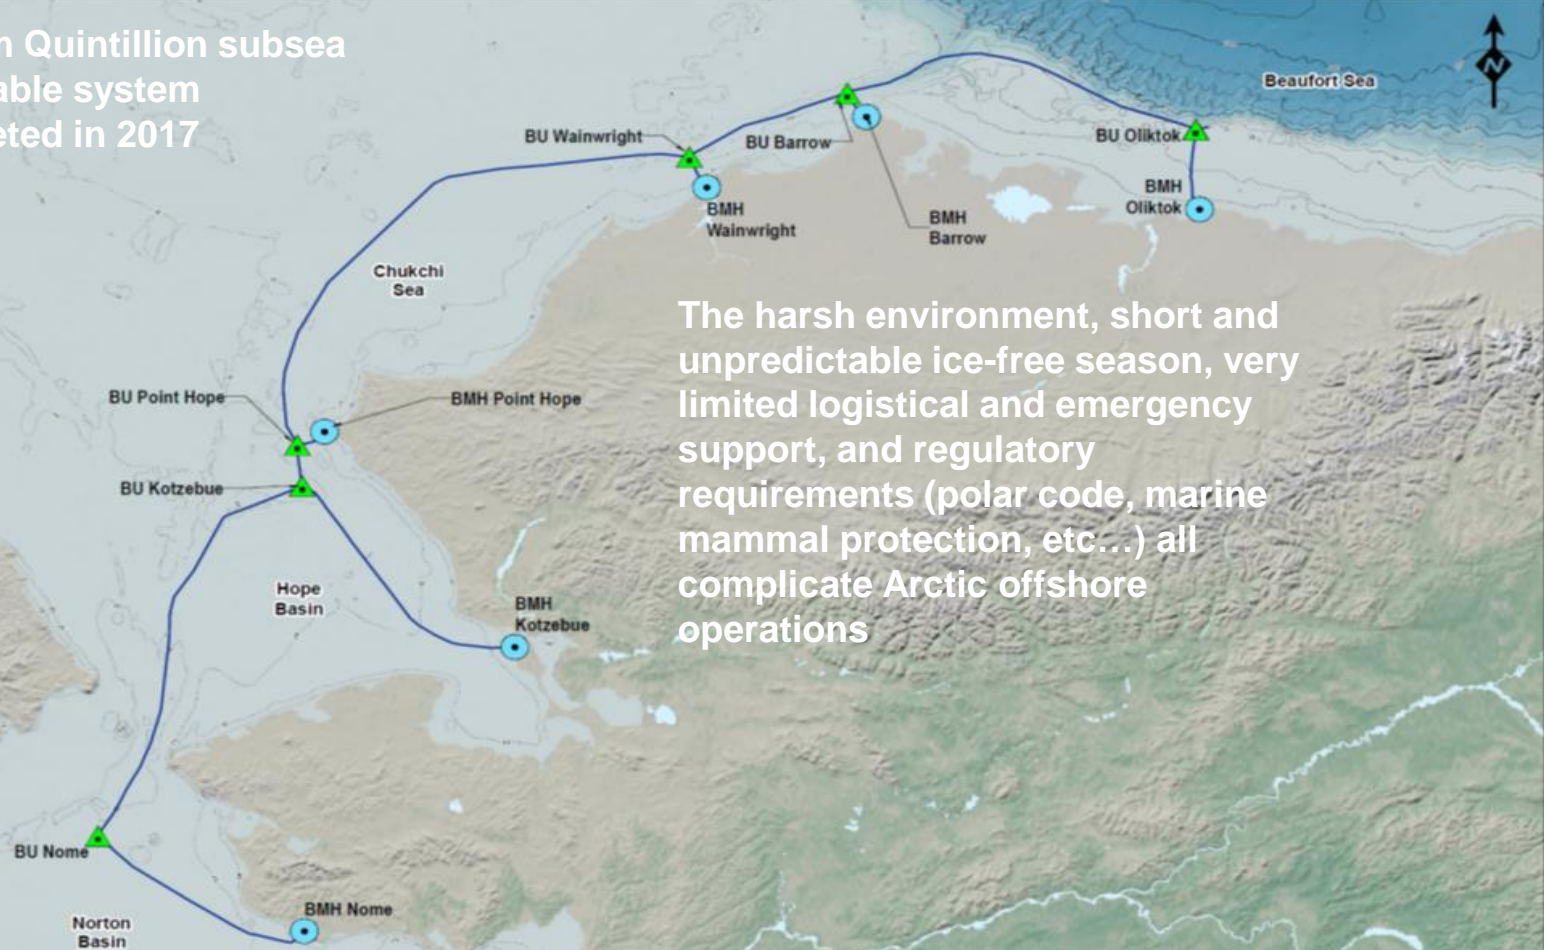 Quintillion subsea
system
in 2017
Beaufort Sea
N
BU Wainwright
BU Barrow
BU Oliktok
BMH
Oliktok
BMH
Wainwright
BMH
Barrow
Chukchi
Sea
The harsh environment, short and
unpredictable ice-free season, very
limited logistical and emergency
support, and regulatory
requirements (polar code, marine
mammal protection, etc…) all
complicate Arctic offshore
operations
BU Point Hope
BMH Point Hope
BU Kotzebue
Hope
Basin
BMH
Kotzebue
BU Nome
BMH Nome
Norton
Basin